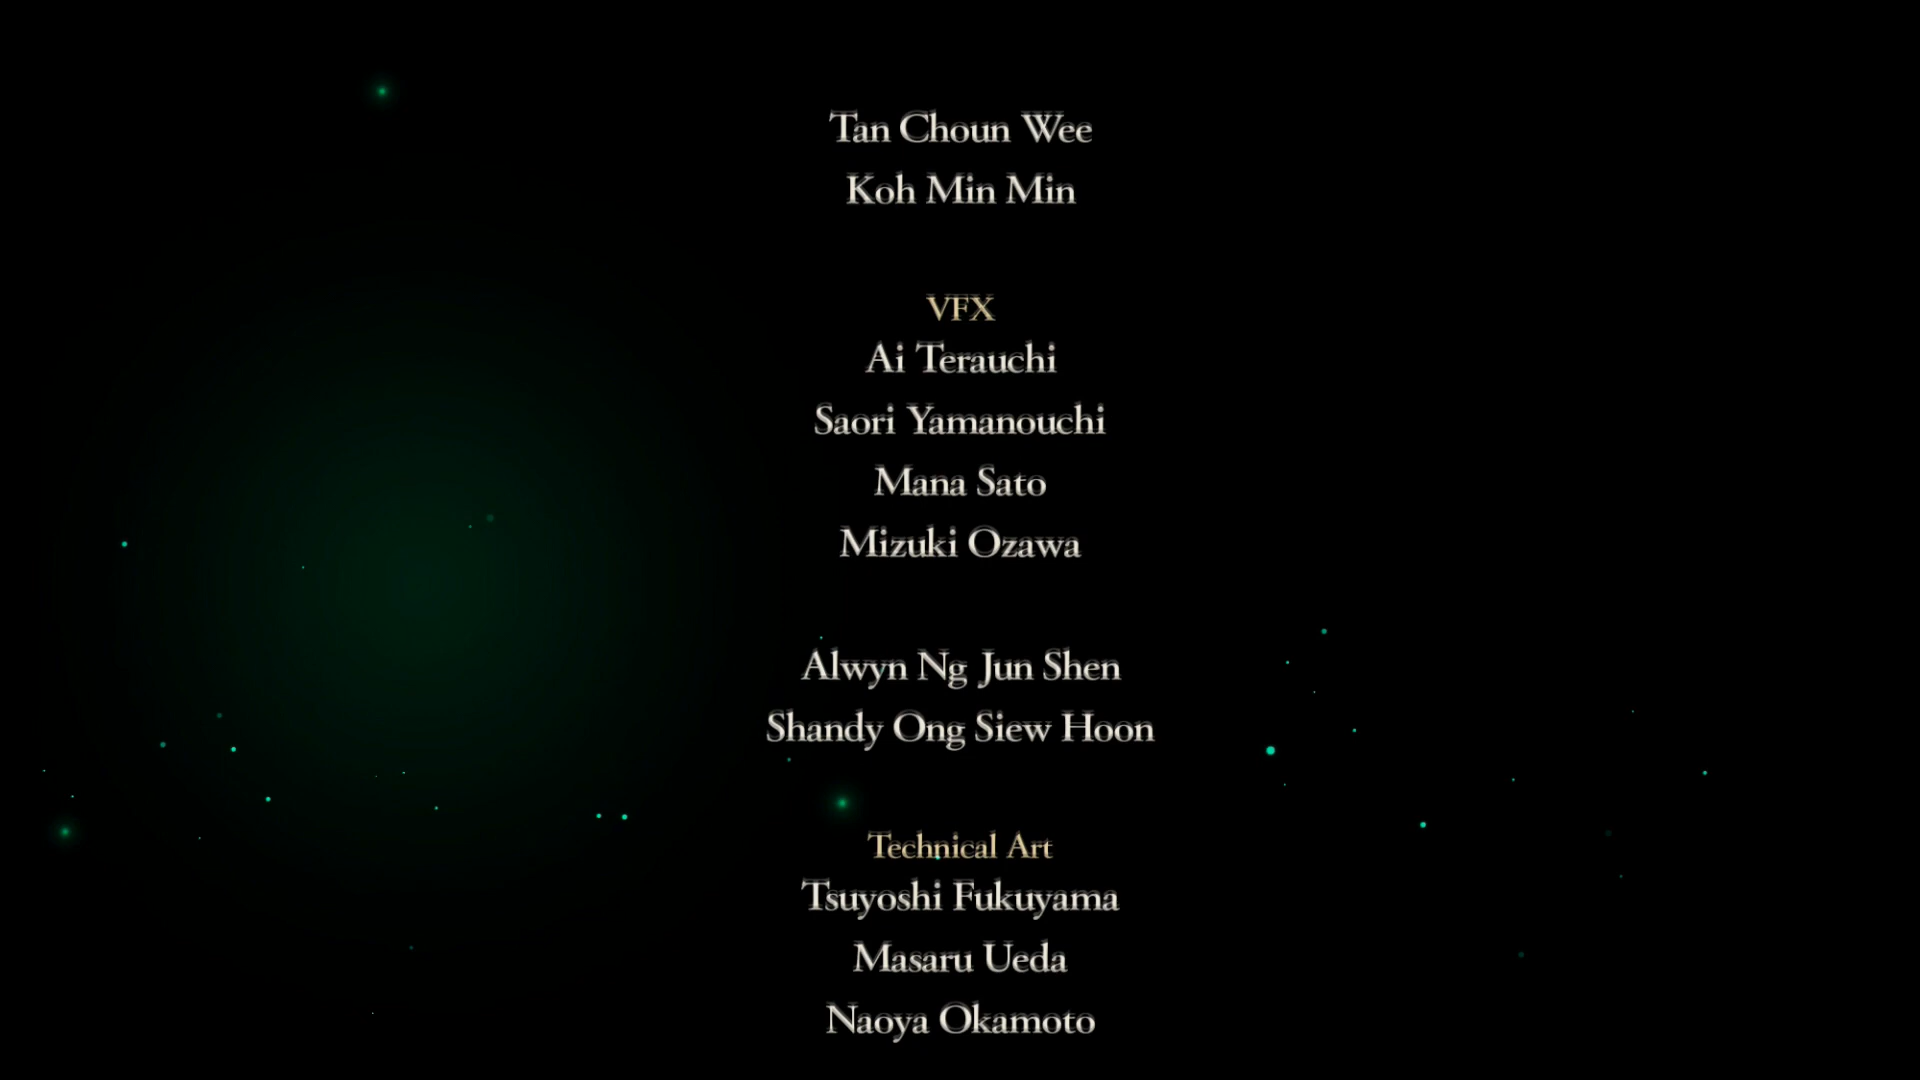 Tan Choun Wee
Koh Min Min
VFX
Ai Terauchi
Saori Yamanouchi
Mana Sato
Mizuki Ozawa
Alwyn Ng Jun Shen
Shandy Ong Siew Hoon
Technical Art
Tsuyoshi Fukuyama
Masaru Ueda
Naoya Okamoto